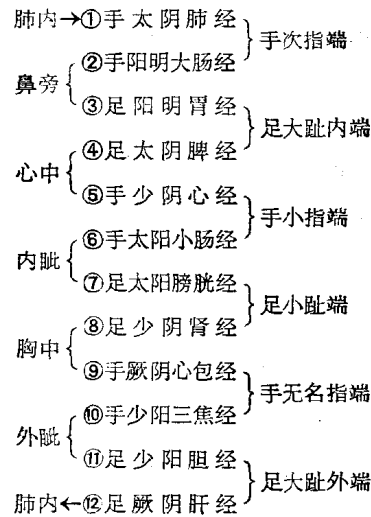 肺内→①手太阴肺经
手次指端
②手阳明大肠经
鼻旁
③足阳明胃经
足大趾内端
④足太阴脾经
心中
⑤手少阴心经
手小指端
⑥手太阳小肠经
内眦
⑦足太阳膀胱经
足小趾端
⑧足少阴肾经
胸中
⑨手厥阴心包经
手无名指端
⑩手少阳三焦经
外眦
⑪足少阳胆经
足大趾外端
肺内←⑫足厥阴肝经